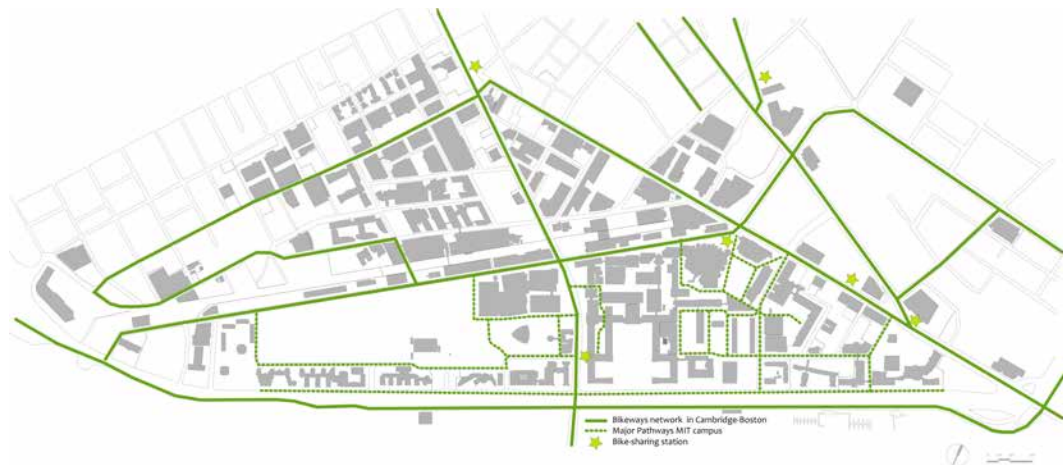 Bikeways network in Cambridge-Boston
Major Pathways MIT campus
Bike-sharing station